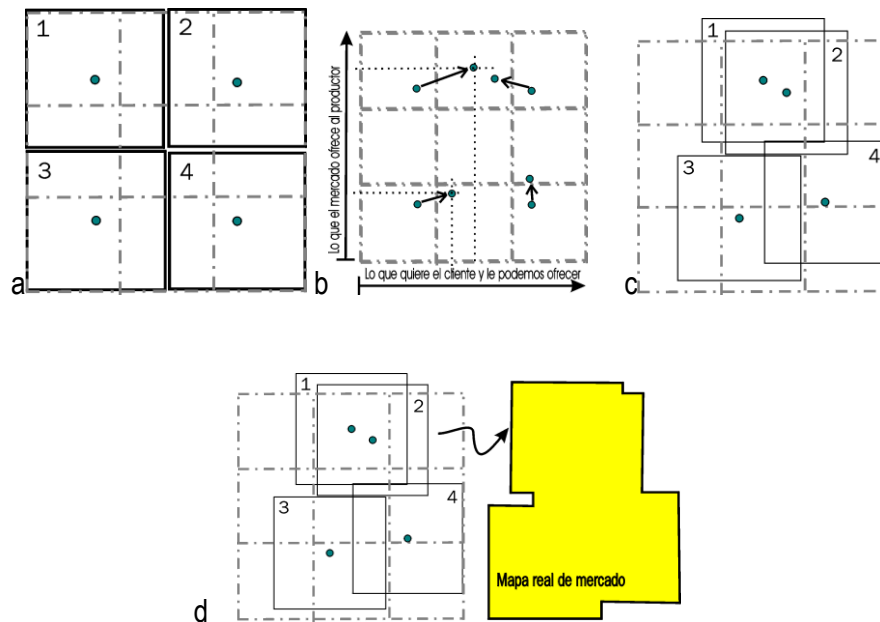 1
2
3
4
a
Lo que el mercado ofrece al productor
Lo que quiere el cliente y le podemos ofrecer
b
1
2
3
4
c
1
2
3
4
Mapa real de mercado
d